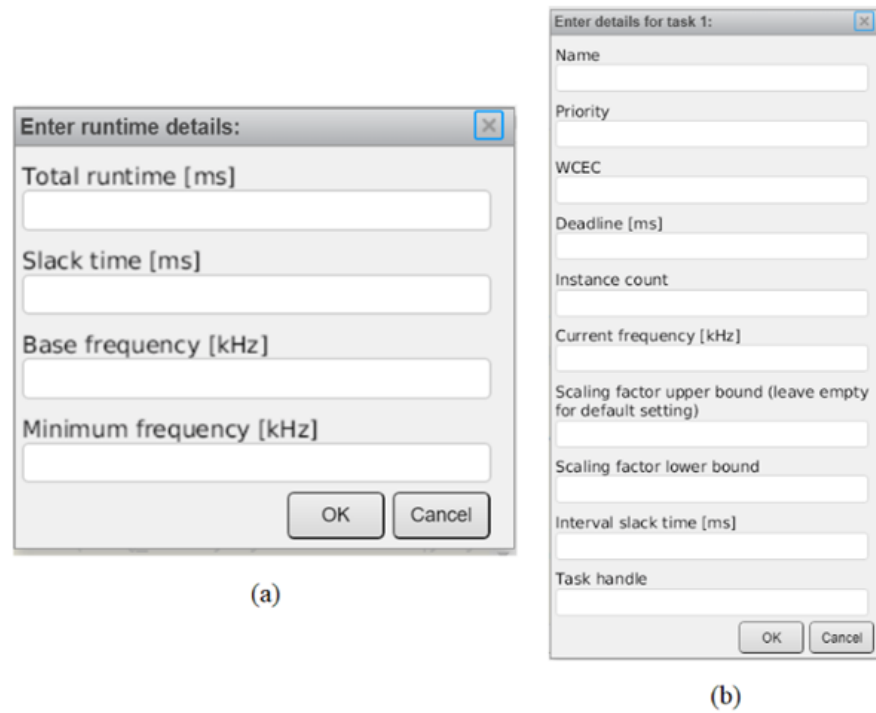 Enter runtime details:
Total runtime [ms]
Slack time [ms]
Base frequency [kHz]
Minimum frequency [kHz]
OK
Cancel
(a)
Enter details for task 1:
Name
Priority
WCEC
Deadline [ms]
Instance count
Current frequency [kHz]
Scaling factor upper bound (leave empty
for default setting)
Scaling factor lower bound
Interval slack time [ms]
Task handle
OK
Cancel
(b)